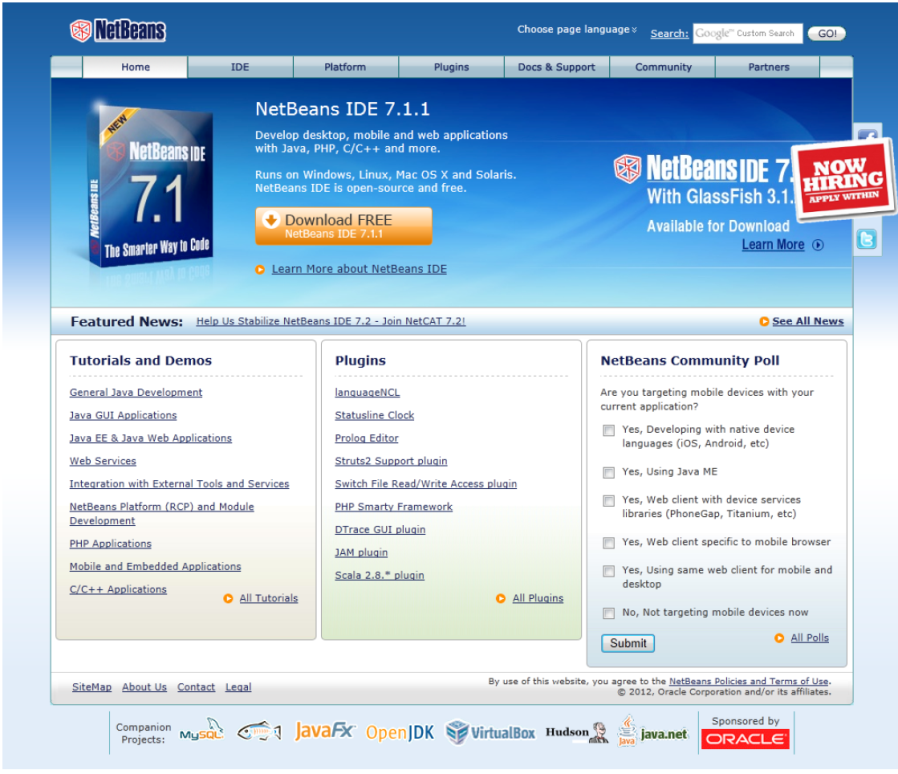 NetBeans
Choose page language
Search:
Google™ Custom Search
GO!
Home
IDE
Platform
Plugins
Docs & Support
Community
Partners
NEW
NetBeans IDE
7.1
The Smarter Way to Code
NetBeans IDE
NetBeans IDE 7.1.1
Develop desktop, mobile and web applications
with Java, PHP, C/C++ and more.
Runs on Windows, Linux, Mac OS X and Solaris.
NetBeans IDE is open-source and free.
Download FREE
NetBeans IDE 7.1.1
Learn More about NetBeans IDE
NetBeans IDE 7.
With GlassFish 3.1.
Available for Download
Learn More
NOW
HIRING
APPLY WITHIN
Featured News:
Help Us Stabilize NetBeans IDE 7.2 - Join NetCAT 7.2!
See All News
Tutorials and Demos
General Java Development
Java GUI Applications
Java EE & Java Web Applications
Web Services
Integration with External Tools and Services
NetBeans Platform (RCP) and Module
Development
PHP Applications
Mobile and Embedded Applications
C/C++ Applications
All Tutorials
Plugins
languageNCL
Statusline Clock
Prolog Editor
Struts2 Support plugin
Switch File Read/Write Access plugin
PHP Smarty Framework
DTrace GUI plugin
JAM plugin
Scala 2.8.* plugin
All Plugins
NetBeans Community Poll
Are you targeting mobile devices with your
current application?
Yes, Developing with native device
languages (iOS, Android, etc)
Yes, Using Java ME
Yes, Web client with device services
libraries (PhoneGap, Titanium, etc)
Yes, Web client specific to mobile browser
Yes, Using same web client for mobile and
desktop
No, Not targeting mobile devices now
Submit
All Polls
SiteMap
About Us
Contact
Legal
By use of this website, you agree to the NetBeans Policies and Terms of Use.
© 2012, Oracle Corporation and/or its affiliates.
Companion
Projects:
MySQL
JavaFX
OpenJDK
VirtualBox
Hudson
Java
java.net
Sponsored by
ORACLE